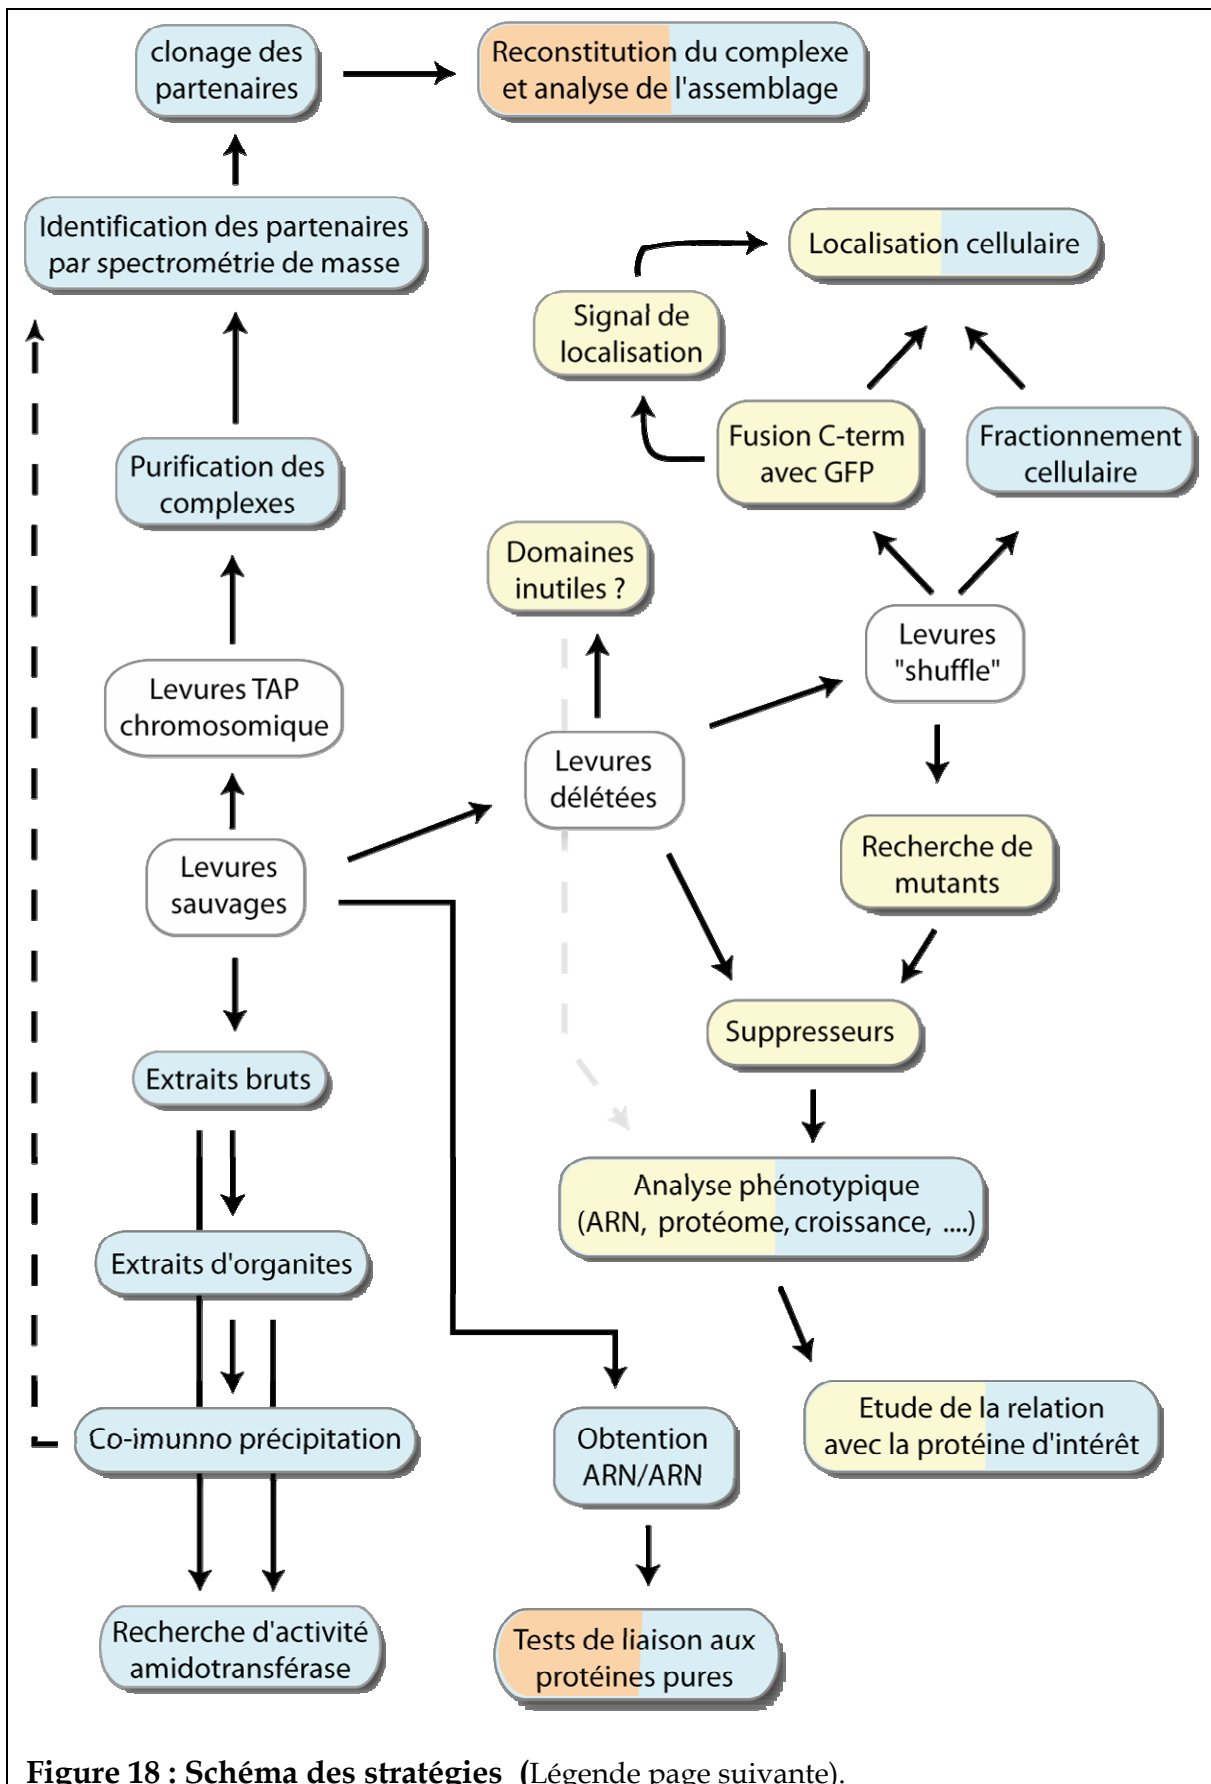 clonage des
partenaires
Reconstitution du complexe
et analyse de l'assemblage
Identification des partenaires
par spectrométrie de masse
Localisation cellulaire
Signal de
localisation
Fusion C-term
avec GFP
Fractionnement
cellulaire
Purification des
complexes
Domaines
inutiles ?
Levures
"shuffle"
Levures TAP
chromosomique
Levures
délétées
Levures
sauvages
Recherche de
mutants
Suppresseurs
Extraits bruts
Analyse phénotypique
(ARN, protéome, croissance, ....)
Extraits d'organites
Etude de la relation
avec la protéine d'intérêt
Co-imunno précipitation
Obtention
ARN/ARN
Recherche d'activité
amidotransférase
Tests de liaison aux
protéines pures
Figure 18 : Schéma des stratégies (Légende page suivante).